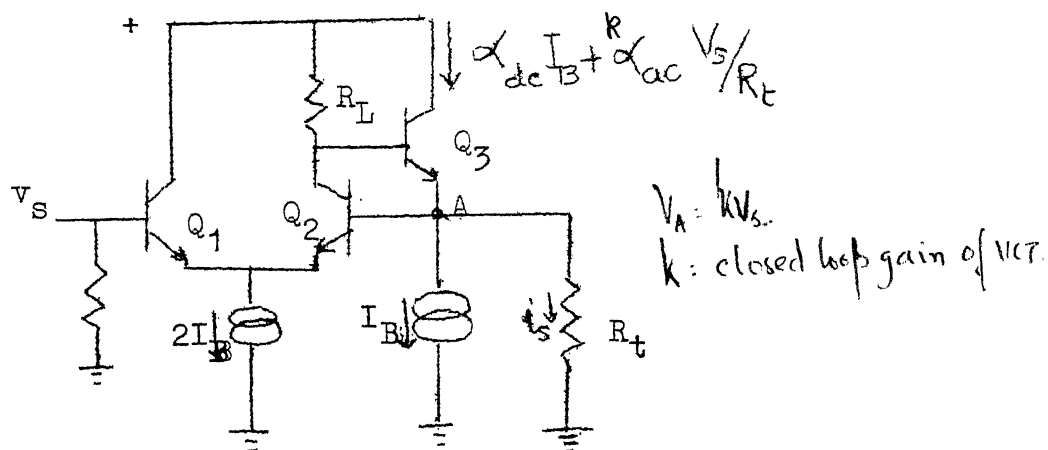 +
α_dc I_B + k α_ac V_s/R_t
R_L
Q_3
V_S
Q_1
Q_2
A
V_A = kV_s.
k: closed loop gain of
2I_B
I_B
i_s
R_t